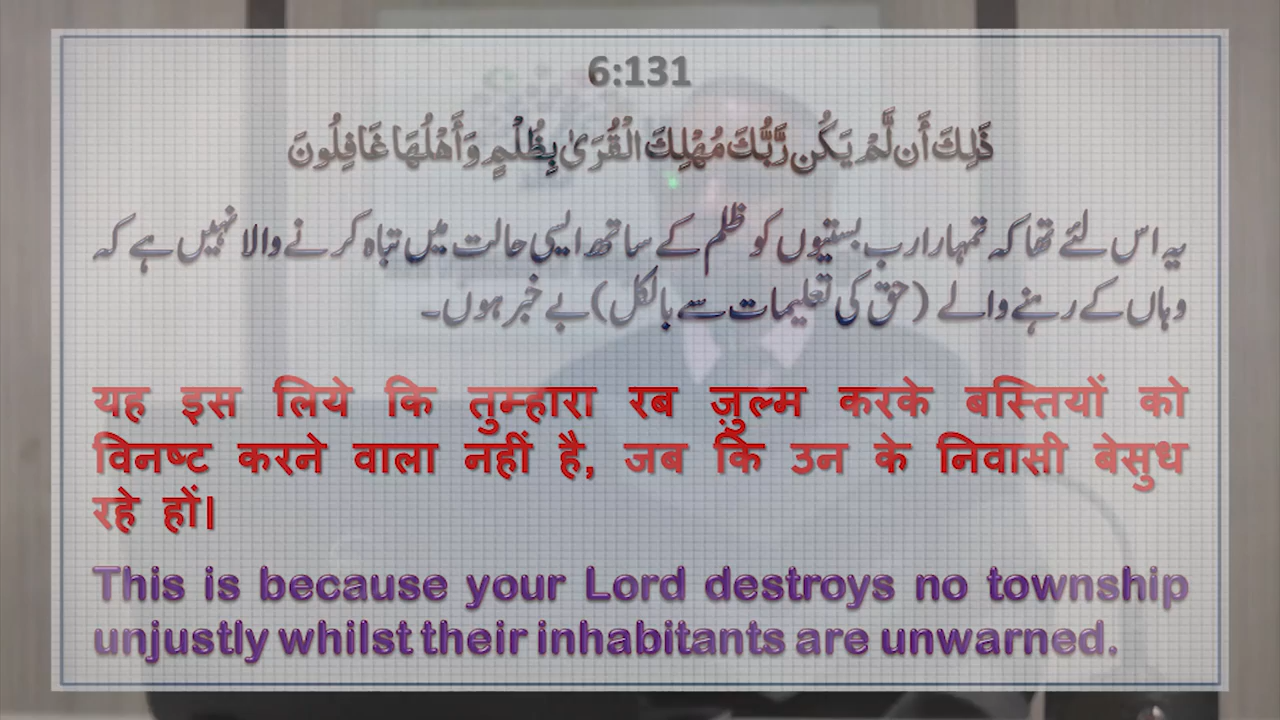 6:131
ذَٰلِكَ أَن لَّمْ يَكُن رَّبُّكَ مُهْلِكَ الْقُرَىٰ بِظُلْمٍ وَأَهْلُهَا غَافِلُونَ
یہ اس لئے تھا کہ تمہارا رب بستیوں کو ظلم کے ساتھ ایسی حالت میں تباہ کرنے والا نہیں ہے کہ
وہاں کے رہنے والے (حق کی تعلیمات سے بالکل) بے خبر ہوں۔
यह इस लिये कि तुम्हारा रब ज़ुल्म करके बस्तियों को
विनष्ट करने वाला नहीं है, जब कि उन के निवासी बेसुध
रहे हों।
This is because your Lord destroys no township
unjustly whilst their inhabitants are unwarned.